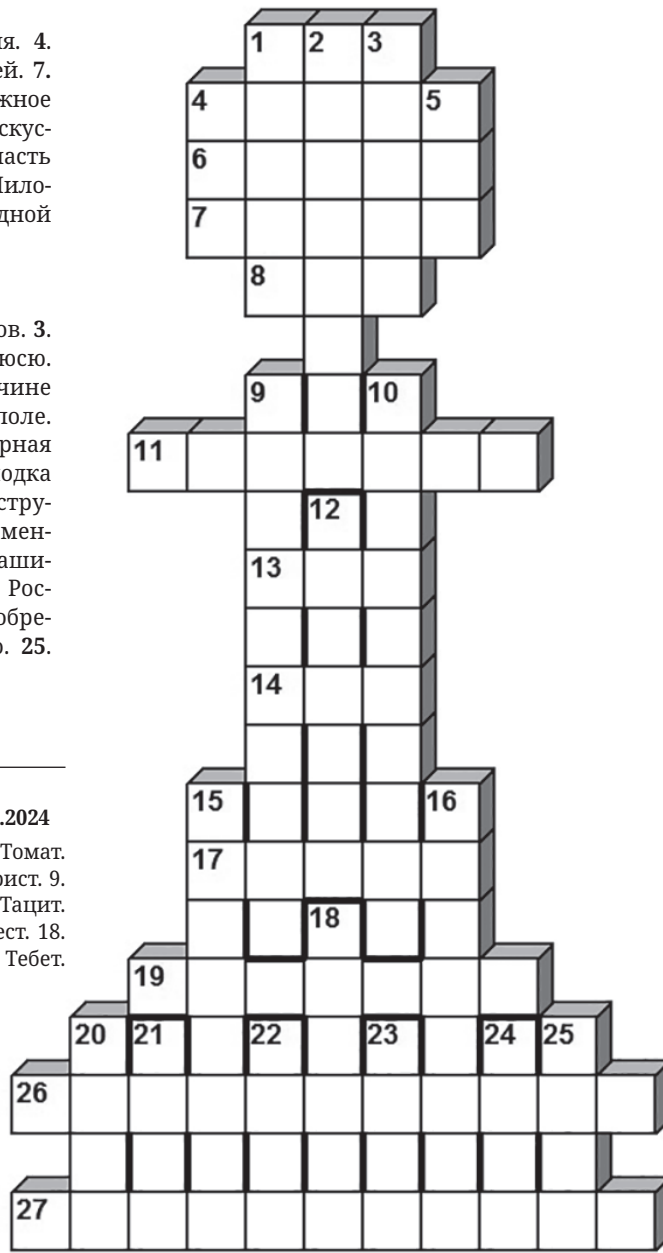 ия. 4.
ей. 7.
жное
скус-
насть
Мило-
дной
ов. 3.
юсю.
чине
поле.
рная
одка
стру-
мен-
аши-
Рос-
обре-
о. 25.
.2024
Томат.
рист. 9.
Тацит.
ест. 18.
Тебет.
1 2 3
4 5
6
7
8
9 10
11
12
13
14
15 16
17
18
19
20 21 22 23 24 25
26
27